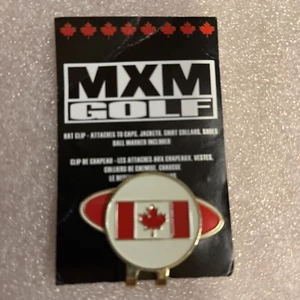 MXM
GOLF
HAT CLIP - ATTACHES TO CAPS, JACKETS, SHIRT COLLARS, SHOES
BALL MARKER INCLUDED
CLIP DE CHAPEAU - LES ATTACHES AUX CHAPEAUX, VESTES,
COLLIERS DE CHEMISE, CHAUSSE
LE